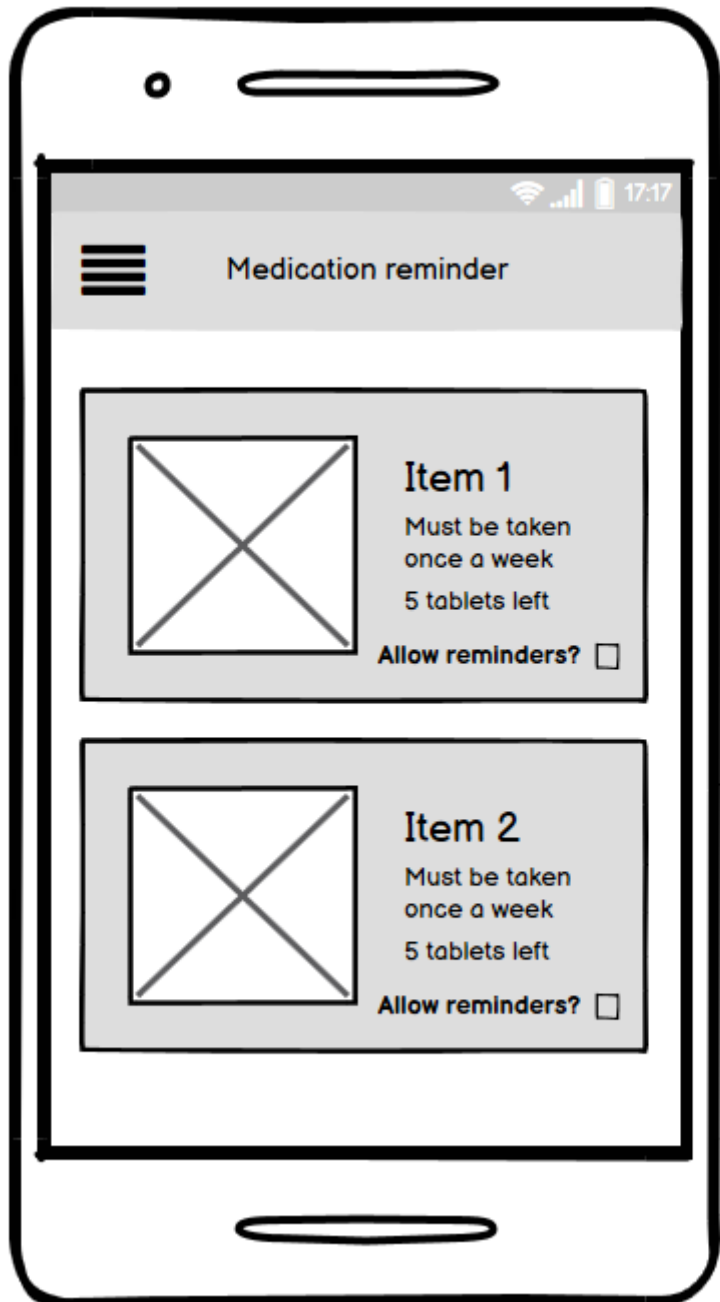 17:17
Medication reminder
Item 1
Must be taken
once a week
5 tablets left
Allow reminders?
Item 2
Must be taken
once a week
5 tablets left
Allow reminders?